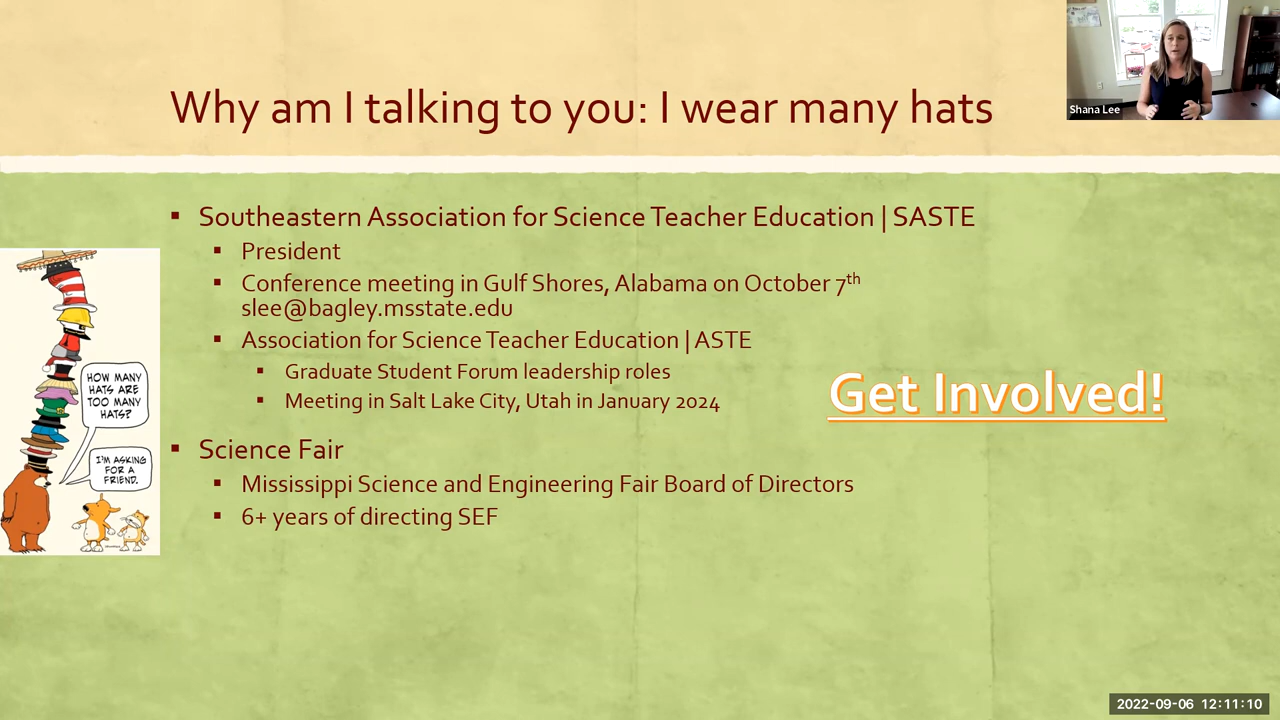 Why am I talking to you: I wear many hats
Shana Lee
▪ Southeastern Association for Science Teacher Education | SASTE
▪ President
▪ Conference meeting in Gulf Shores, Alabama on October 7th
slee@bagley.msstate.edu
▪ Association for Science Teacher Education | ASTE
▪ Graduate Student Forum leadership roles
▪ Meeting in Salt Lake City, Utah in January 2024
Get Involved!
▪ Science Fair
▪ Mississippi Science and Engineering Fair Board of Directors
▪ 6+ years of directing SEF
HOW MANY
HATS ARE
TOO MANY
HATS?
I'M ASKING
FOR A
FRIEND.
2022-09-06 12:11:10